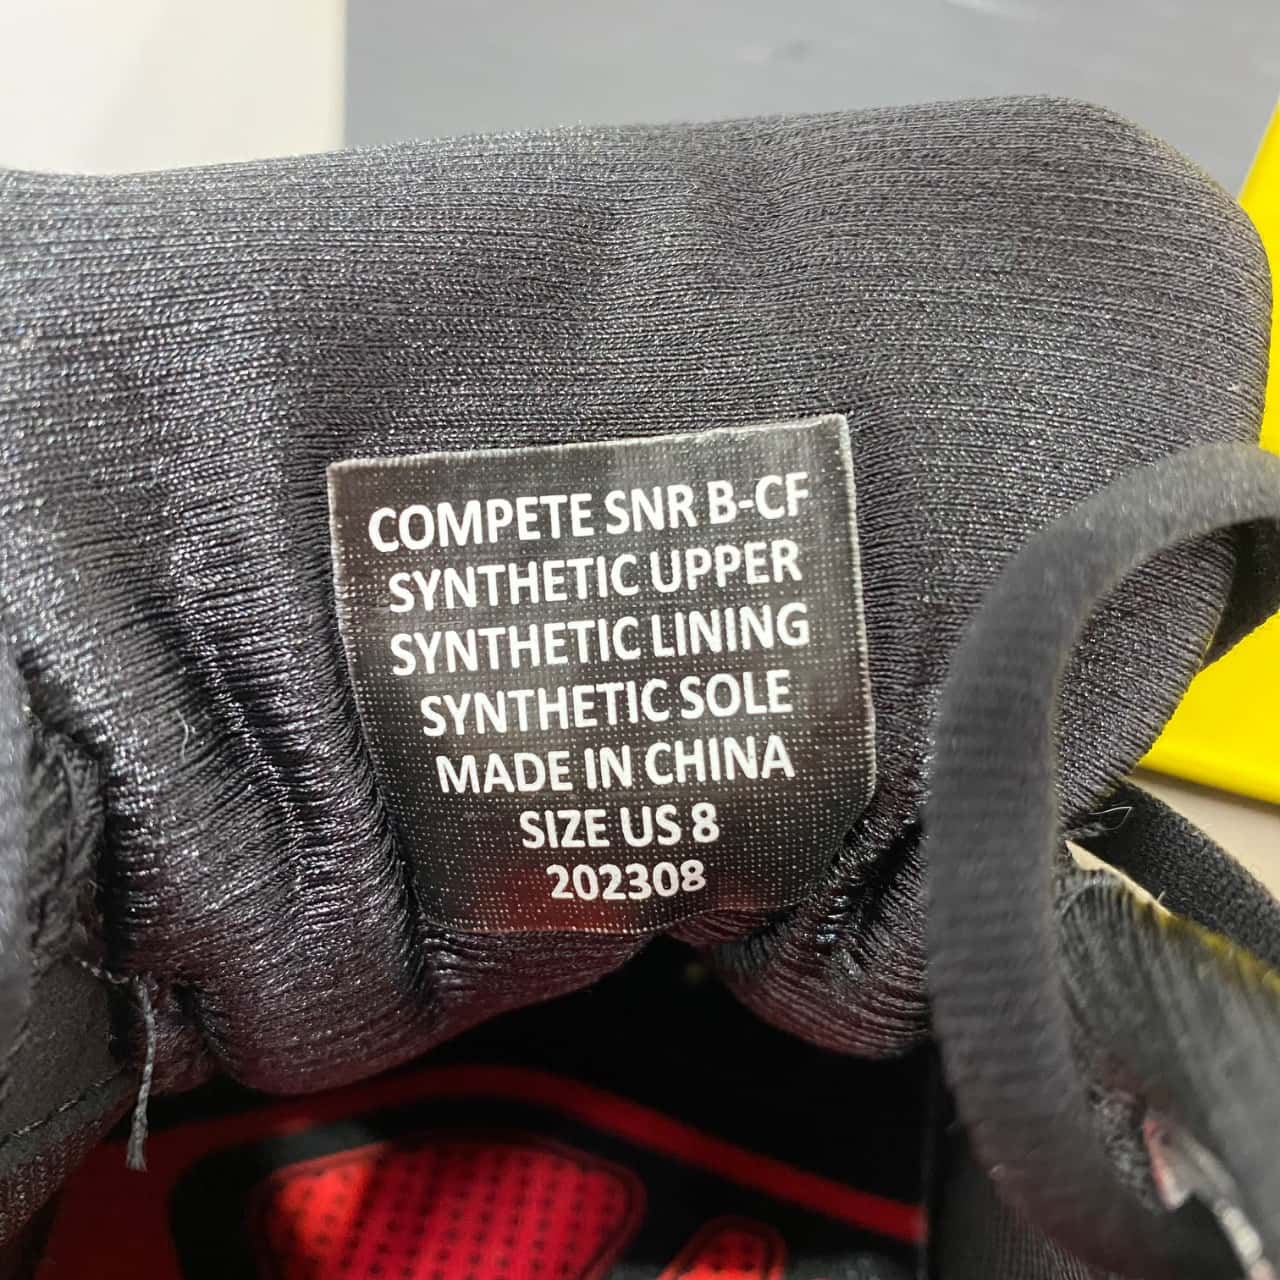 COMPETE SNR B-CF
SYNTHETIC UPPER
SYNTHETIC LINING
SYNTHETIC SOLE
MADE IN CHINA
SIZE US 8
202308